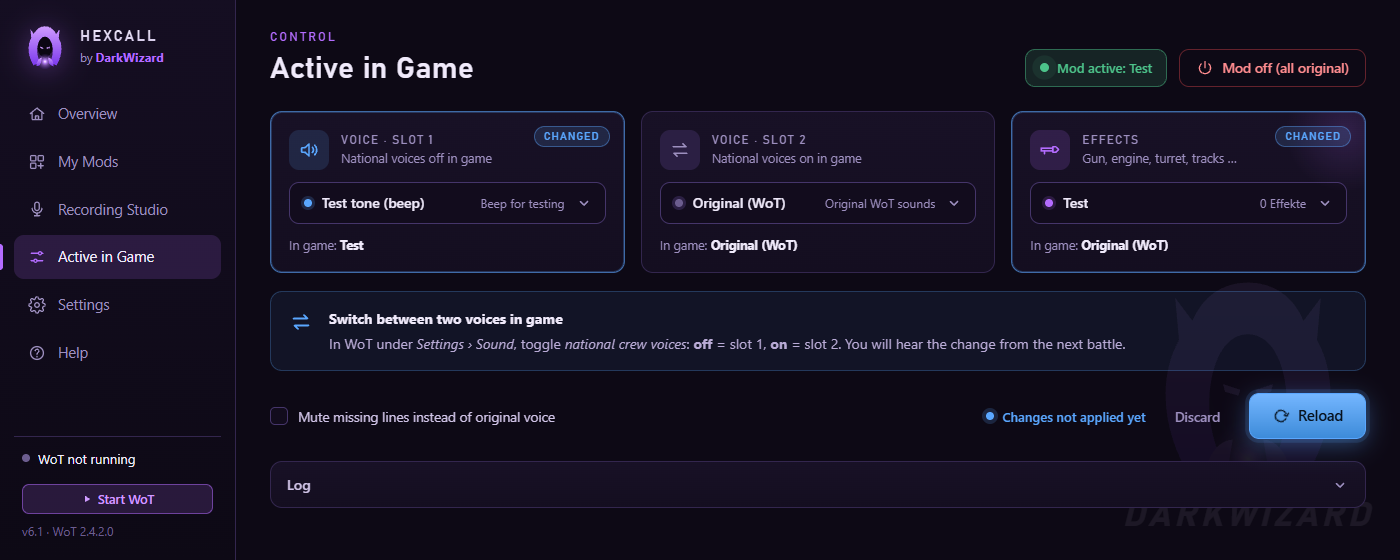 HEXCALL
by DarkWizard
Overview
My Mods
Recording Studio
Active in Game
Settings
Help
WoT not running
Start WoT
v6.1 · WoT 2.4.2.0
CONTROL
Active in Game
Mod active: Test
Mod off (all original)
VOICE · SLOT 1
National voices off in game
CHANGED
Test tone (beep)
Beep for testing
In game: Test
VOICE · SLOT 2
National voices on in game
Original (WoT)
Original WoT sounds
In game: Original (WoT)
EFFECTS
Gun, engine, turret, tracks ...
CHANGED
Test
0 Effekte
In game: Original (WoT)
Switch between two voices in game
In WoT under Settings › Sound, toggle national crew voices: off = slot 1, on = slot 2. You will hear the change from the next battle.
Mute missing lines instead of original voice
Changes not applied yet
Discard
Reload
Log
DARKWIZARD